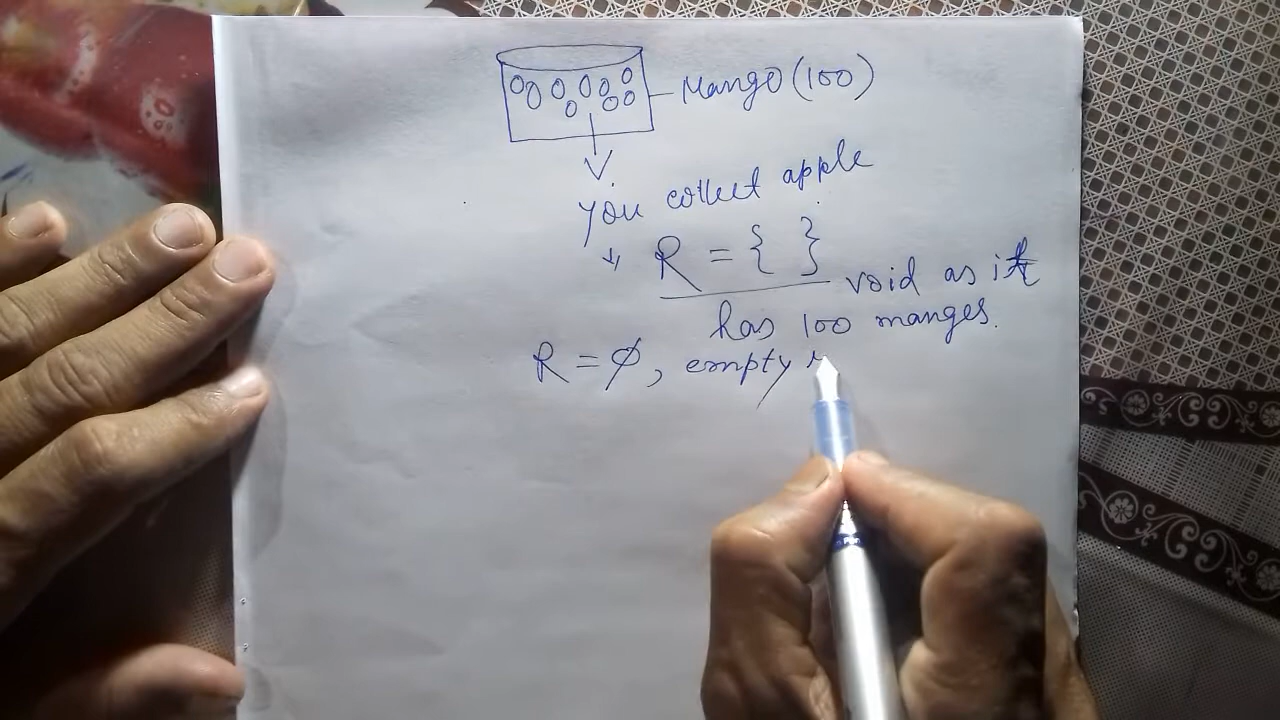 Mango (100)
You collect apple
R = { } void as it
has 100 manges.
R = φ, empty